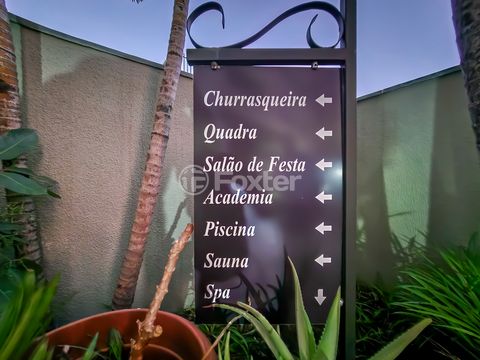 Churrasqueira
Quadra
Salão de Festa
Foxter
Academia
Piscina
Sauna
Spa